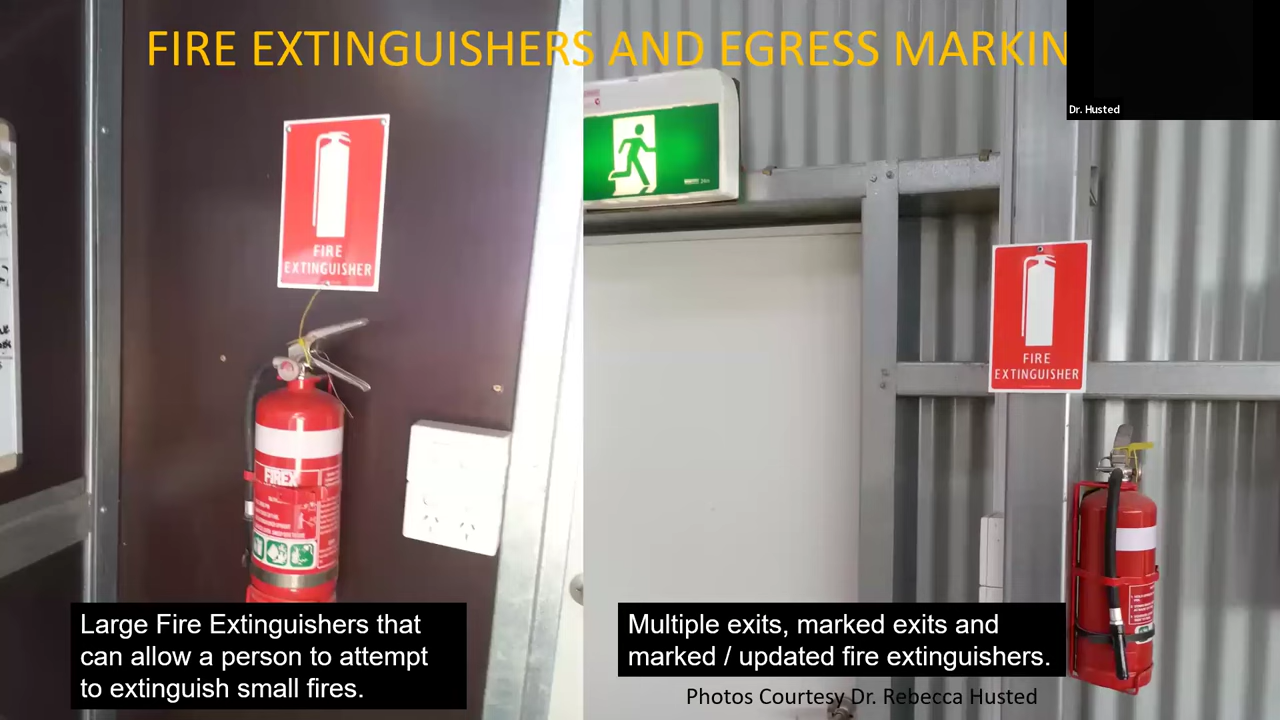 FIRE EXTINGUISHERS AND EGRESS MARKIN
Dr. Husted
FIRE
EXTINGUISHER
FIREX
FIRE
EXTINGUISHER
Large Fire Extinguishers that
can allow a person to attempt
to extinguish small fires.
Multiple exits, marked exits and
marked / updated fire extinguishers.
Photos Courtesy Dr. Rebecca Husted